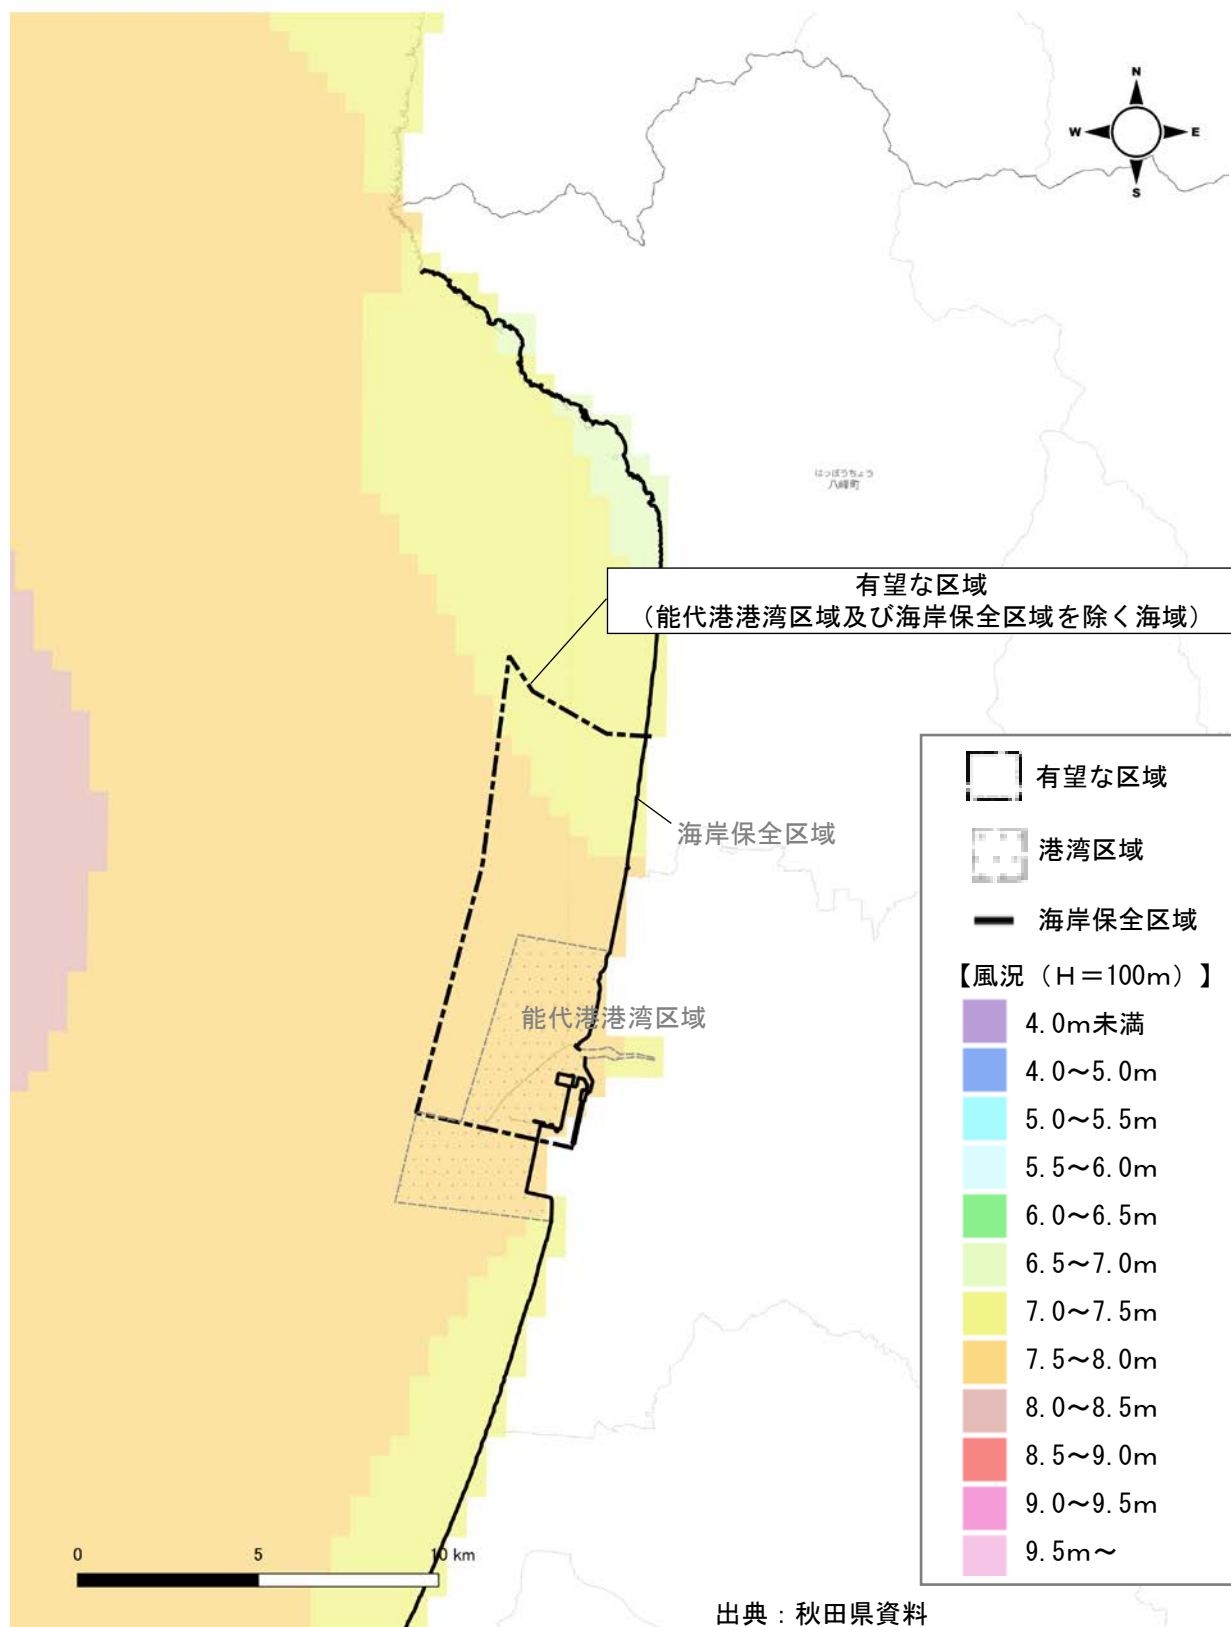 N
W
E
S
はっぽうちょう
八峰町
有望な区域
（能代港港湾区域及び海岸保全区域を除く海域）
有望な区域
海岸保全区域
港湾区域
海岸保全区域
【風況（Ｈ＝100ｍ）】
能代港港湾区域
4.0ｍ未満
4.0～5.0ｍ
5.0～5.5ｍ
5.5～6.0ｍ
6.0～6.5ｍ
6.5～7.0ｍ
7.0～7.5ｍ
7.5～8.0ｍ
8.0～8.5ｍ
8.5～9.0ｍ
9.0～9.5ｍ
9.5ｍ～
0 5 10 km
出典：秋田県資料